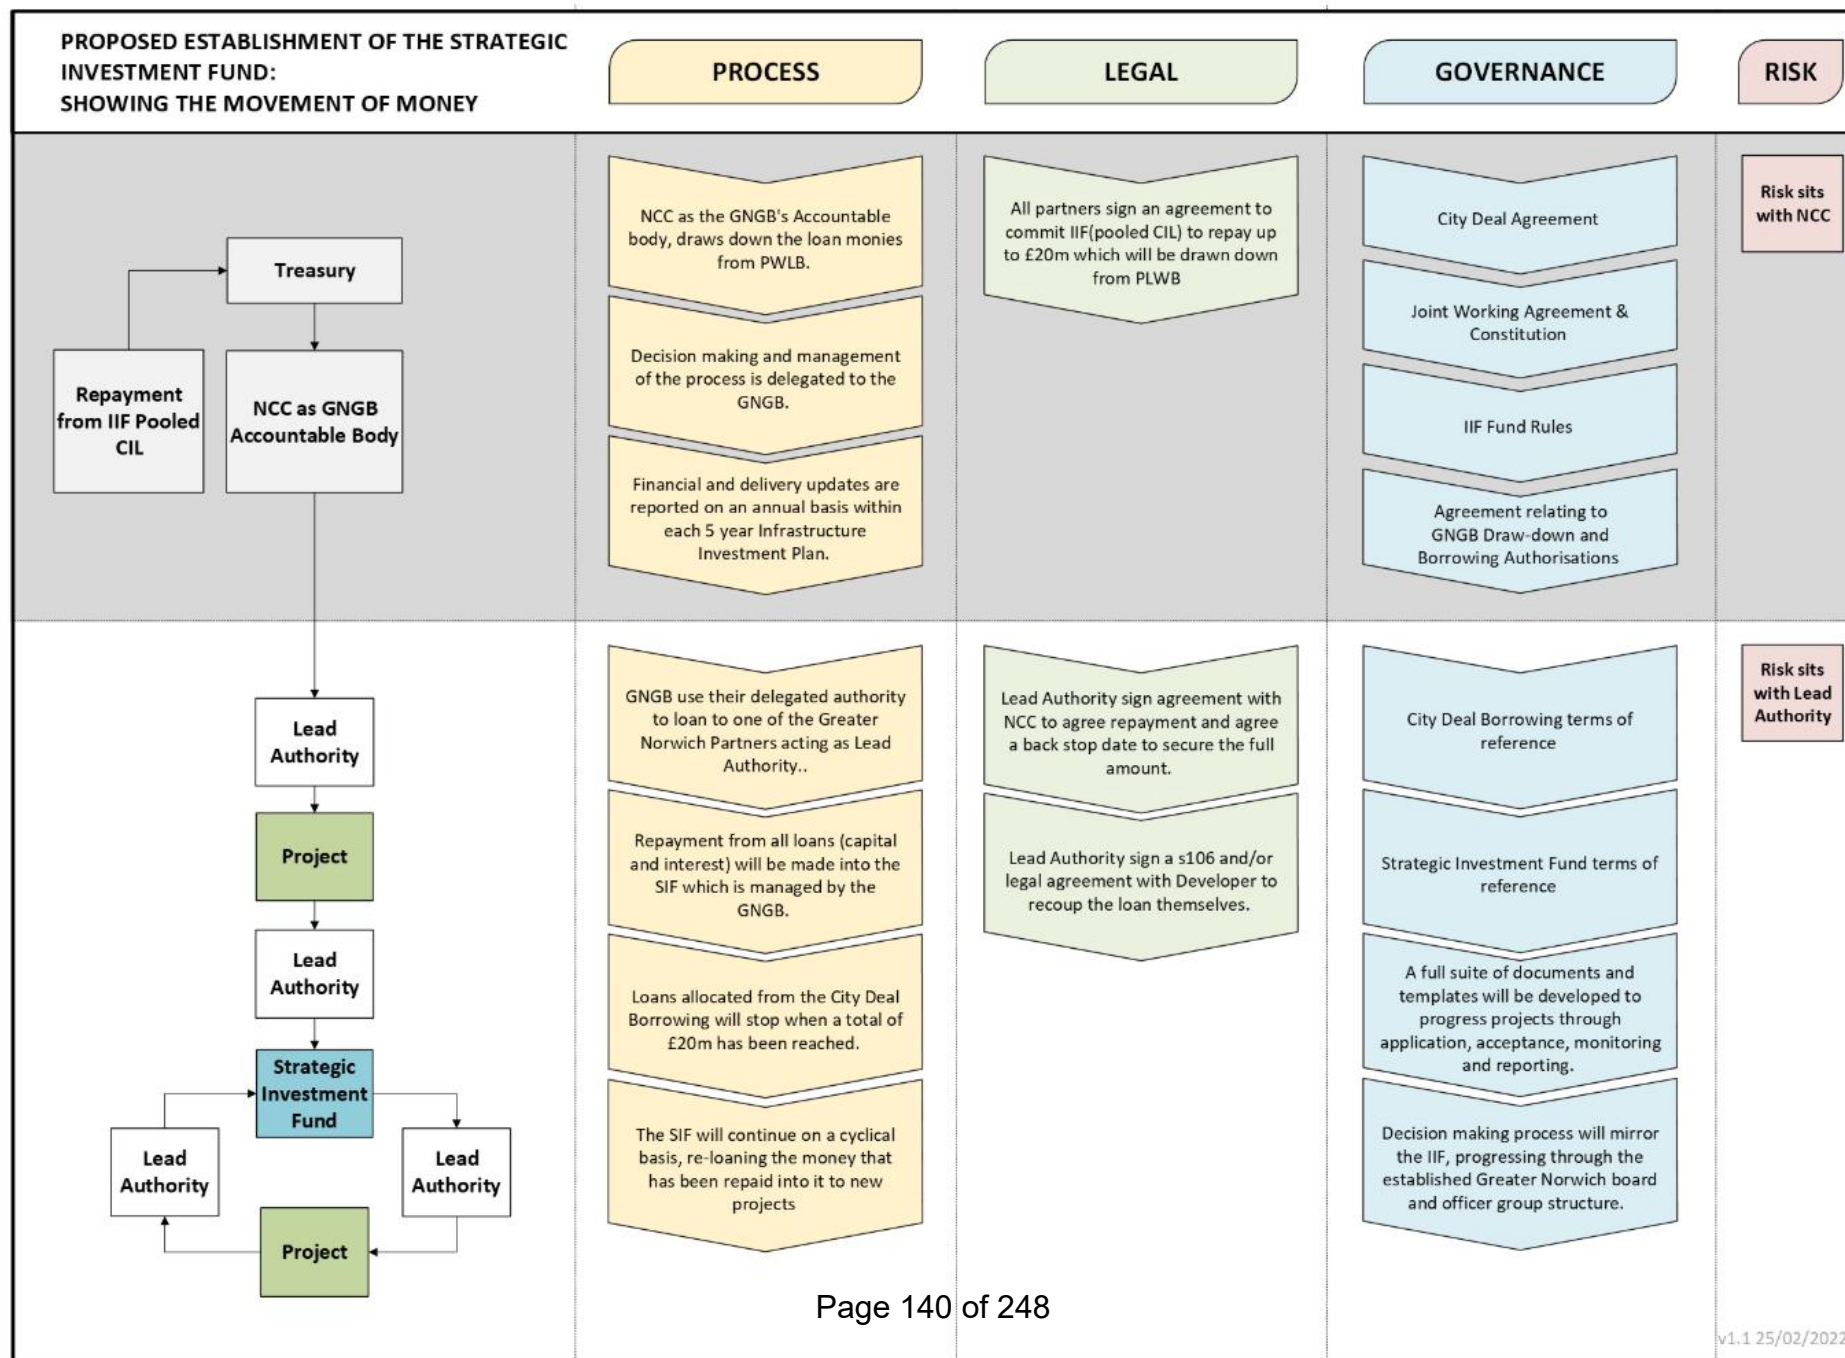 PROPOSED ESTABLISHMENT OF THE STRATEGIC
INVESTMENT FUND:
SHOWING THE MOVEMENT OF MONEY
PROCESS
LEGAL
GOVERNANCE
RISK
Treasury
Repayment
from IIF Pooled
CIL
NCC as GNGB
Accountable Body
NCC as the GNGB's Accountable
body, draws down the loan monies
from PWLB.
Decision making and management
of the process is delegated to the
GNGB.
Financial and delivery updates are
reported on an annual basis within
each 5 year Infrastructure
Investment Plan.
All partners sign an agreement to
commit IIF(pooled CIL) to repay up
to £20m which will be drawn down
from PLWB
City Deal Agreement
Joint Working Agreement &
Constitution
IIF Fund Rules
Agreement relating to
GNGB Draw-down and
Borrowing Authorisations
Risk sits
with NCC
Lead
Authority
Project
Lead
Authority
Strategic
Investment
Fund
Lead
Authority
Lead
Authority
Project
GNGB use their delegated authority
to loan to one of the Greater
Norwich Partners acting as Lead
Authority..
Repayment from all loans (capital
and interest) will be made into the
SIF which is managed by the
GNGB.
Loans allocated from the City Deal
Borrowing will stop when a total of
£20m has been reached.
The SIF will continue on a cyclical
basis, re-loaning the money that
has been repaid into it to new
projects
Lead Authority sign agreement with
NCC to agree repayment and agree
a back stop date to secure the full
amount.
Lead Authority sign a s106 and/or
legal agreement with Developer to
recoup the loan themselves.
City Deal Borrowing terms of
reference
Strategic Investment Fund terms of
reference
A full suite of documents and
templates will be developed to
progress projects through
application, acceptance, monitoring
and reporting.
Decision making process will mirror
the IIF, progressing through the
established Greater Norwich board
and officer group structure.
Risk sits
with Lead
Authority
Page 140 of 248
v1.1 25/02/2022